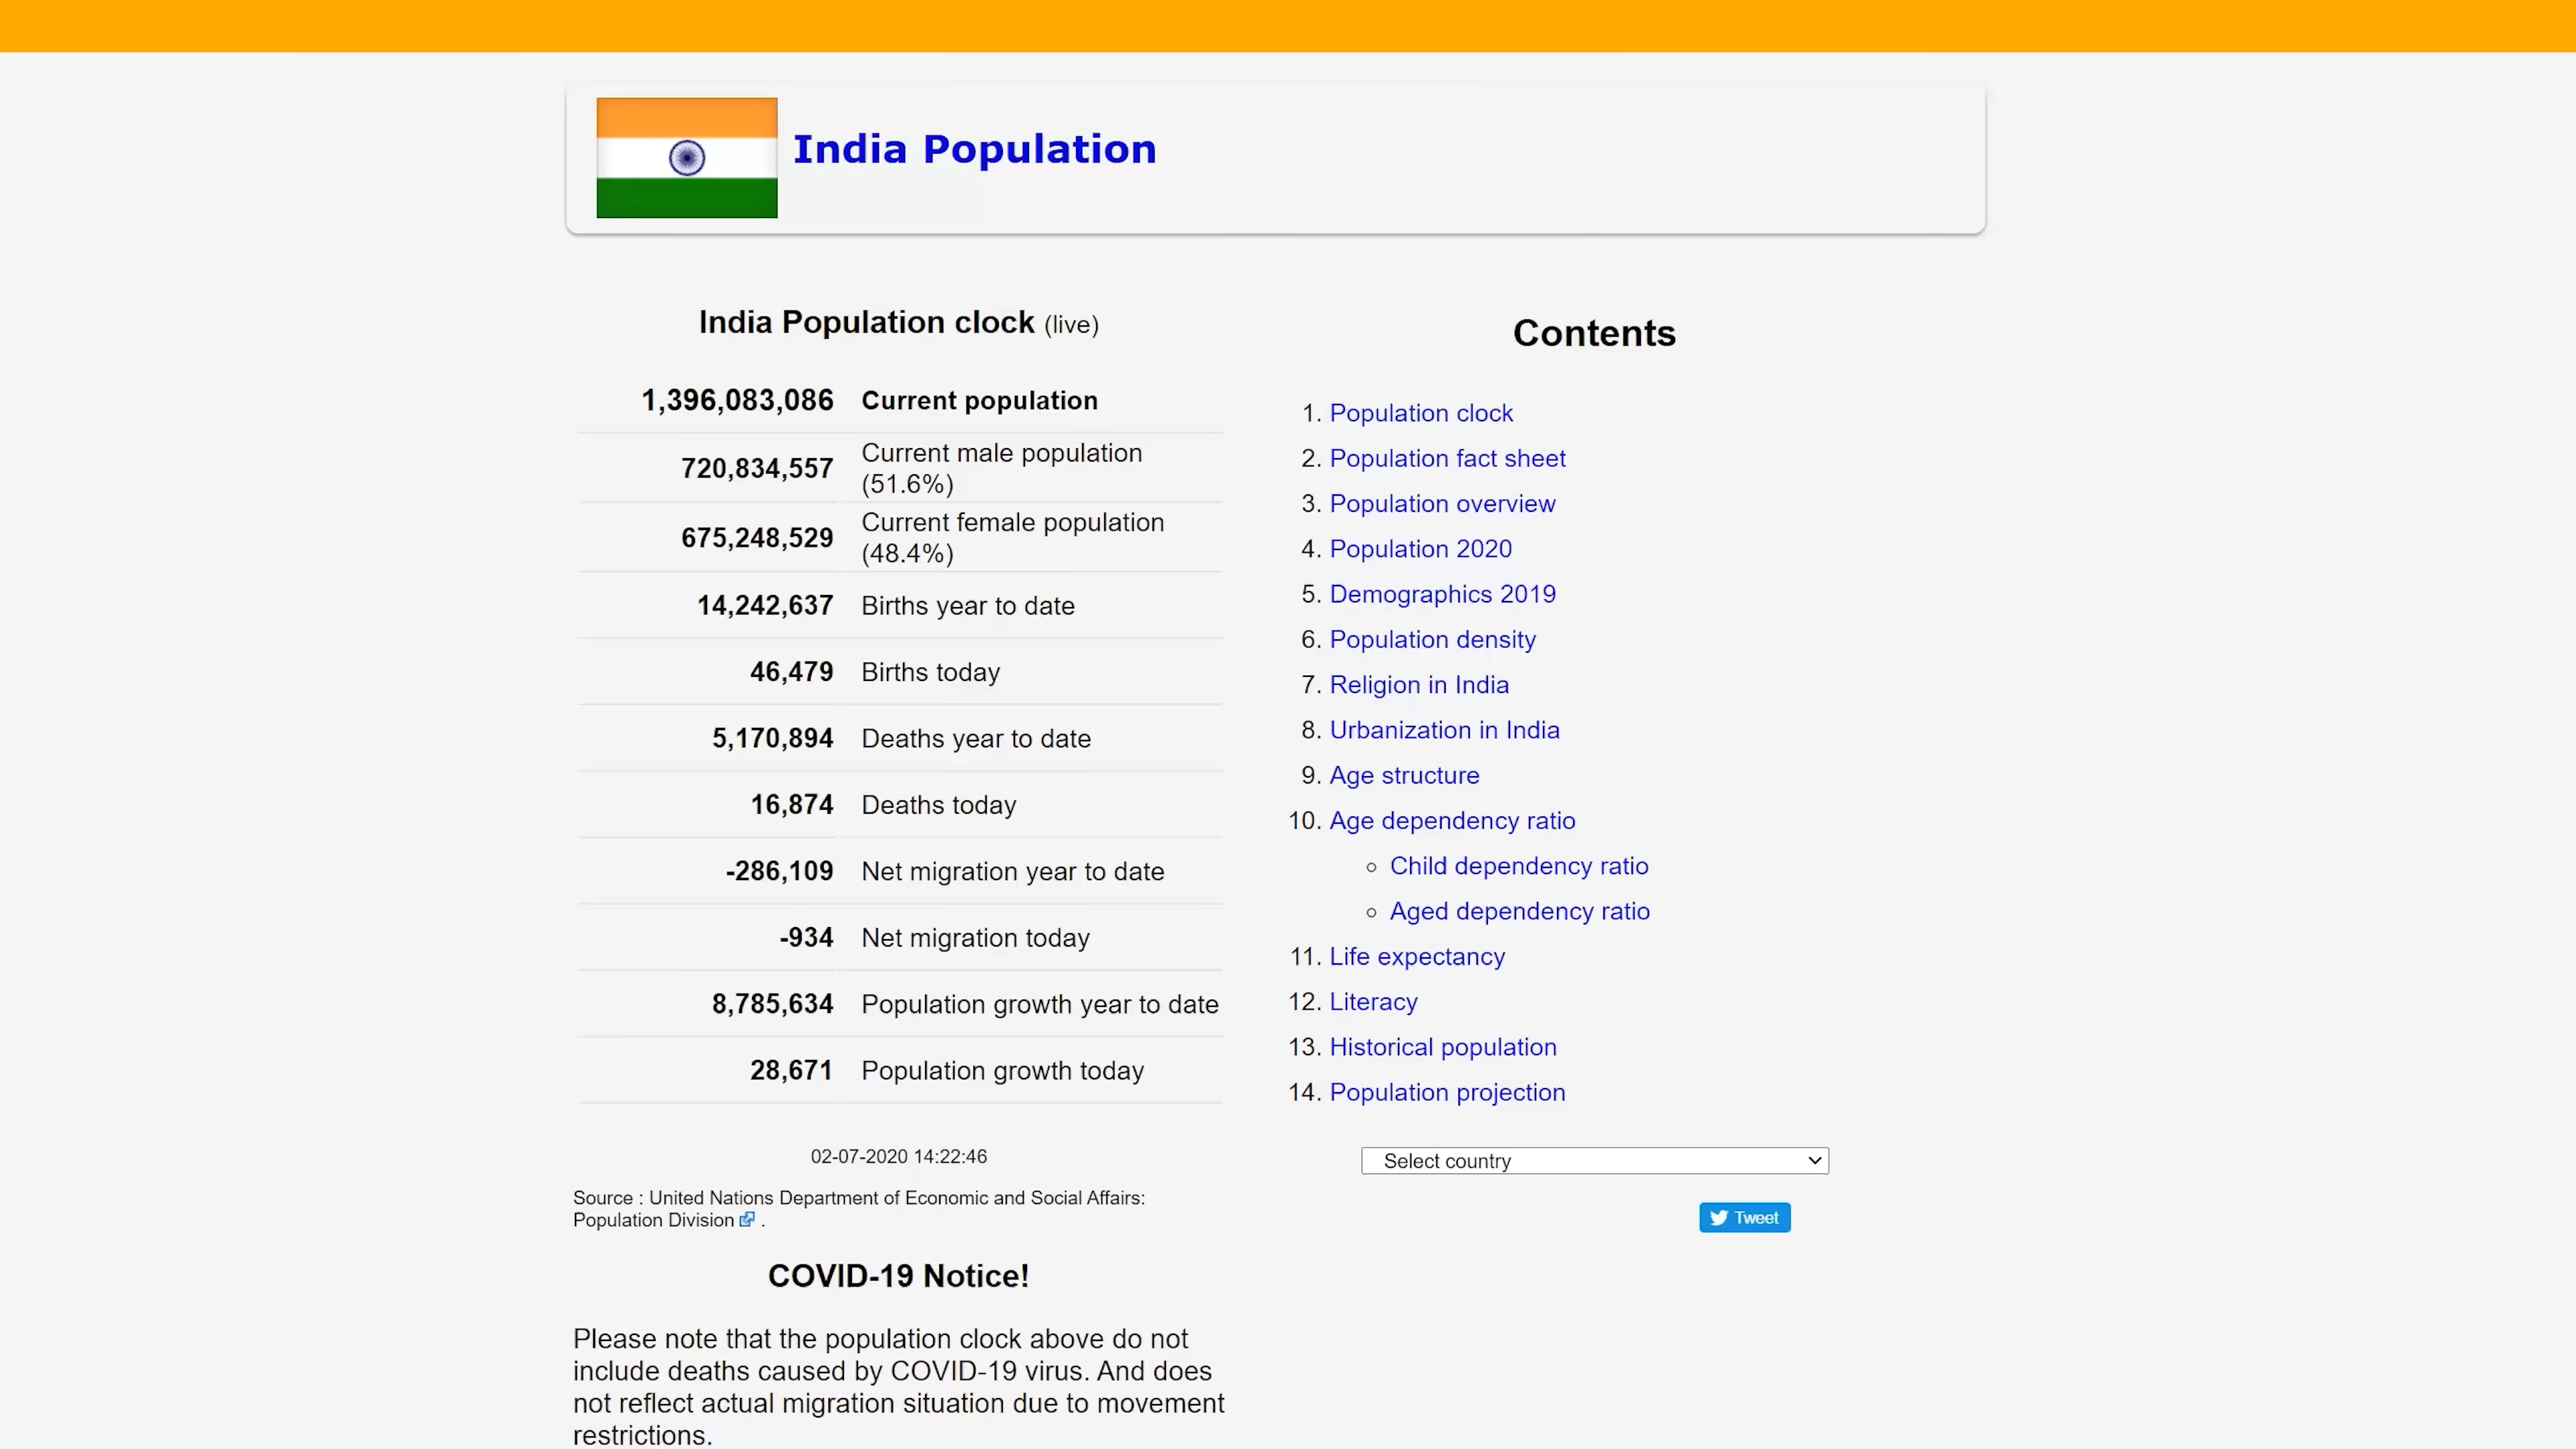 India Population
India Population clock (live)
1,396,083,086 Current population
720,834,557 Current male population
(51.6%)
675,248,529 Current female population
(48.4%)
14,242,637 Births year to date
46,479 Births today
5,170,894 Deaths year to date
16,874 Deaths today
-286,109 Net migration year to date
-934 Net migration today
8,785,634 Population growth year to date
28,671 Population growth today
02-07-2020 14:22:46
Source : United Nations Department of Economic and Social Affairs:
Population Division .
COVID-19 Notice!
Please note that the population clock above do not
include deaths caused by COVID-19 virus. And does
not reflect actual migration situation due to movement
restrictions.
Contents
1. Population clock
2. Population fact sheet
3. Population overview
4. Population 2020
5. Demographics 2019
6. Population density
7. Religion in India
8. Urbanization in India
9. Age structure
10. Age dependency ratio
Child dependency ratio
Aged dependency ratio
11. Life expectancy
12. Literacy
13. Historical population
14. Population projection
Select country
Tweet